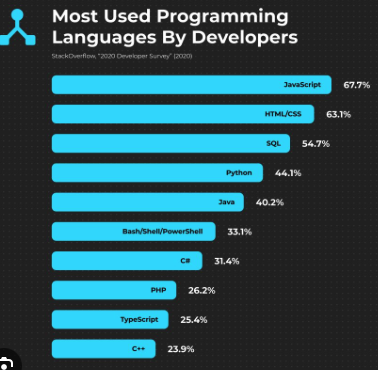 Most Used Programming
Languages By Developers
StackOverflow, "2020 Developer Survey" (2020)
JavaScript 67.7%
HTML/CSS 63.1%
SQL 54.7%
Python 44.1%
Java 40.2%
Bash/Shell/PowerShell 33.1%
C# 31.4%
PHP 26.2%
TypeScript 25.4%
C++ 23.9%